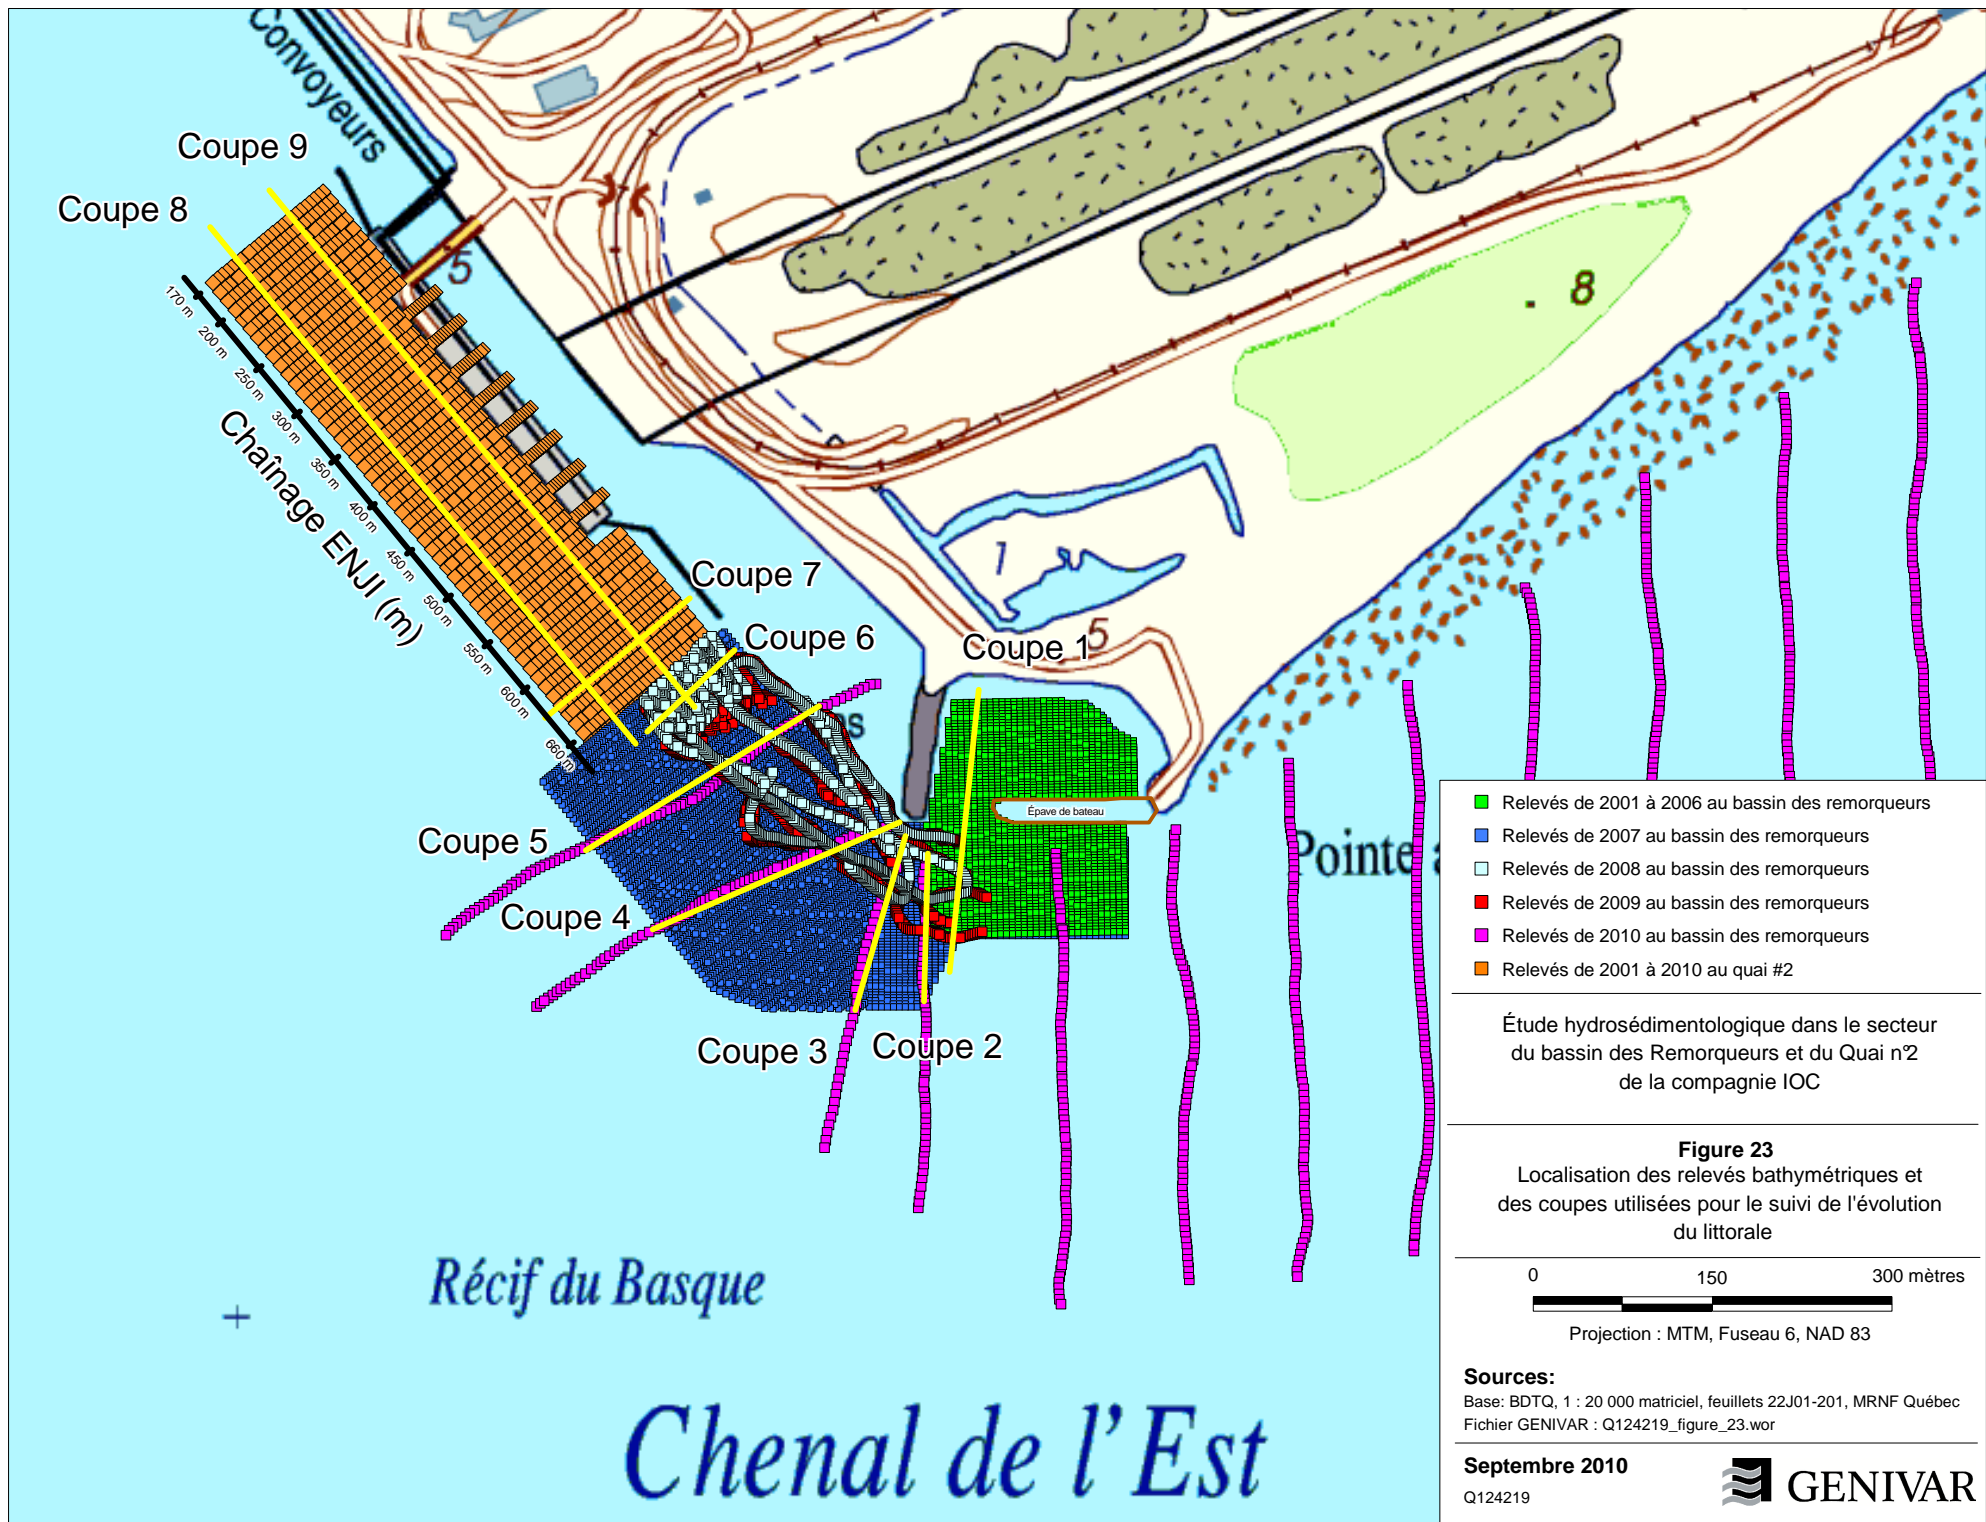 Convoyeurs
Coupe 9
Coupe 8
5
170 m
200 m
250 m
300 m
350 m
400 m
450 m
500 m
550 m
600 m
660 m
Chaînage ENJI (m)
8
1
Coupe 7
Coupe 6
5
Coupe 1
es
Épave de bateau
Coupe 5
Coupe 4
Coupe 3
Coupe 2
Pointe a
Récif du Basque
Chenal de l'Est
Relevés de 2001 à 2006 au bassin des remorqueurs
Relevés de 2007 au bassin des remorqueurs
Relevés de 2008 au bassin des remorqueurs
Relevés de 2009 au bassin des remorqueurs
Relevés de 2010 au bassin des remorqueurs
Relevés de 2001 à 2010 au quai #2
Étude hydrosédimentologique dans le secteur
du bassin des Remorqueurs et du Quai n°2
de la compagnie IOC
Figure 23
Localisation des relevés bathymétriques et
des coupes utilisées pour le suivi de l'évolution
du littorale
0 150 300 mètres
Projection : MTM, Fuseau 6, NAD 83
Sources:
Base: BDTQ, 1 : 20 000 matriciel, feuillets 22J01-201, MRNF Québec
Fichier GENIVAR : Q124219_figure_23.wor
Septembre 2010
Q124219
GENIVAR